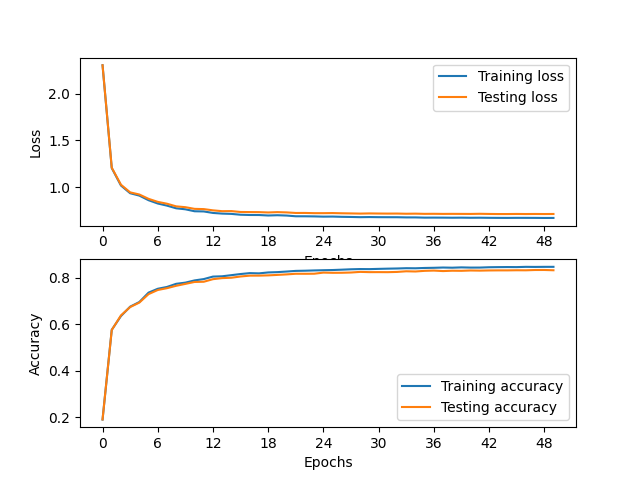 Training loss
Testing loss
2.0
1.5
1.0
Loss
0 6 12 18 24 30 36 42 48
Epochs
0.8
0.6
0.4
0.2
Accuracy
Training accuracy
Testing accuracy
0 6 12 18 24 30 36 42 48
Epochs